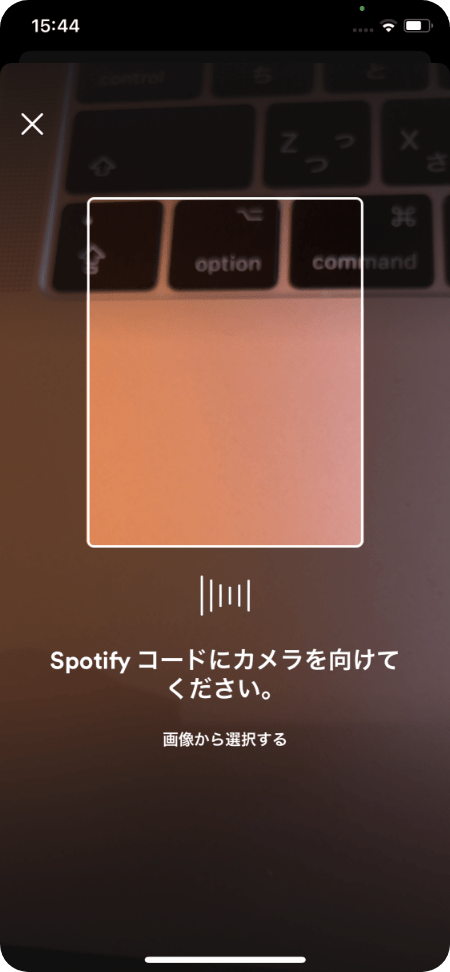 15:44
control
ち
と
Z
っ
つ
X
さ
option
command
Spotify コードにカメラを向けて
ください。
画像から選択する